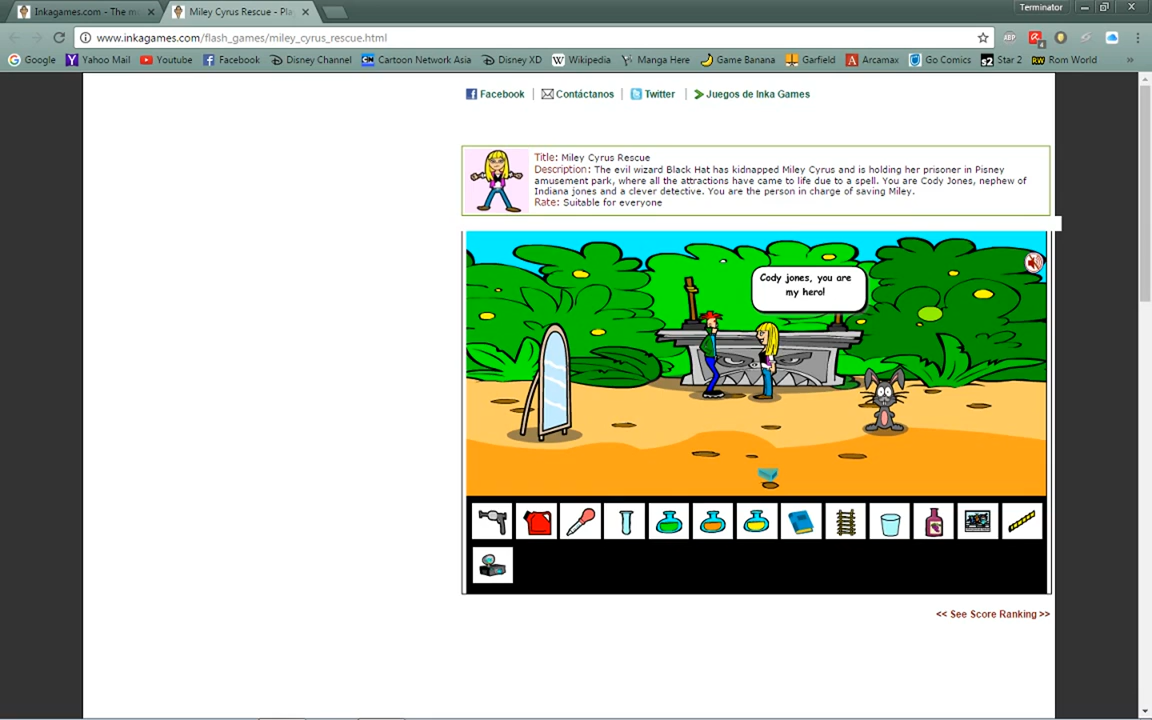 Terminator
Inkagames.com - The m
Miley Cyrus Rescue - Pla
www.inkagames.com/flash_games/miley_cyrus_rescue.html
ABP 4
Google Yahoo Mail Youtube Facebook Disney Channel Cartoon Network Asia Disney XD Wikipedia Manga Here Game Banana Garfield Arcamax Go Comics Star 2 Rom World »
Facebook | Contáctanos | Twitter | Juegos de Inka Games
Title: Miley Cyrus Rescue
Description: The evil wizard Black Hat has kidnapped Miley Cyrus and is holding her prisoner in Pisney
amusement park, where all the attractions have came to life due to a spell. You are Cody Jones, nephew of
Indiana jones and a clever detective. You are the person in charge of saving Miley.
Rate: Suitable for everyone
Cody jones, you are
my hero!
<< See Score Ranking >>